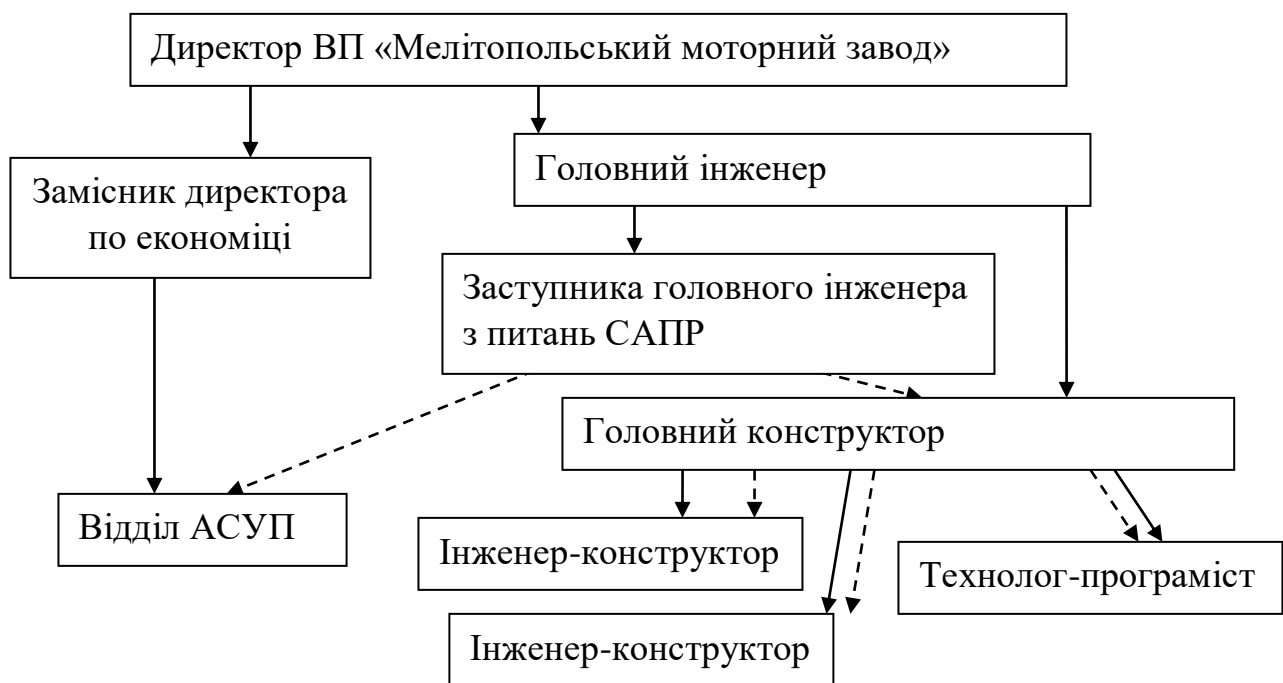 Директор ВП «Мелітопольський моторний завод»
Головний інженер
Замісник директора
по економіці
Заступника головного інженера
з питань САПР
Головний конструктор
Відділ АСУП
Інженер-конструктор
Технолог-програміст
Інженер-конструктор